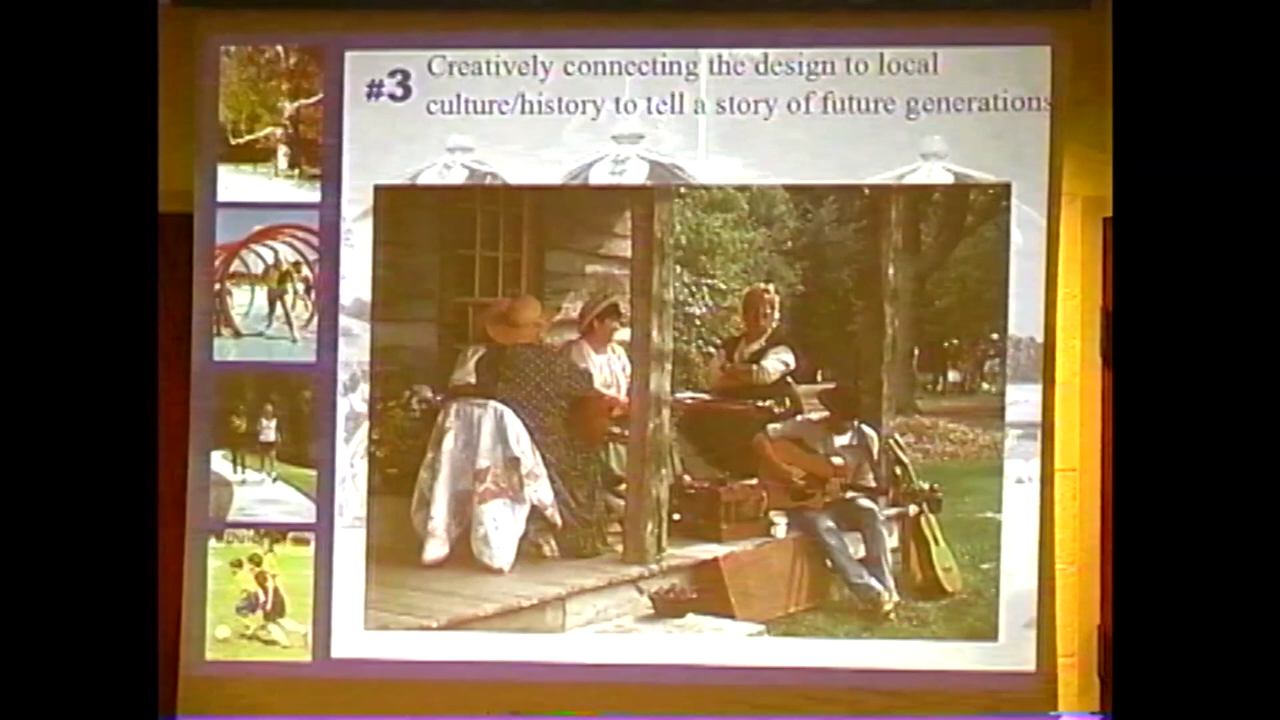 #3 Creatively connecting the design to local
culture/history to tell a story of future generations